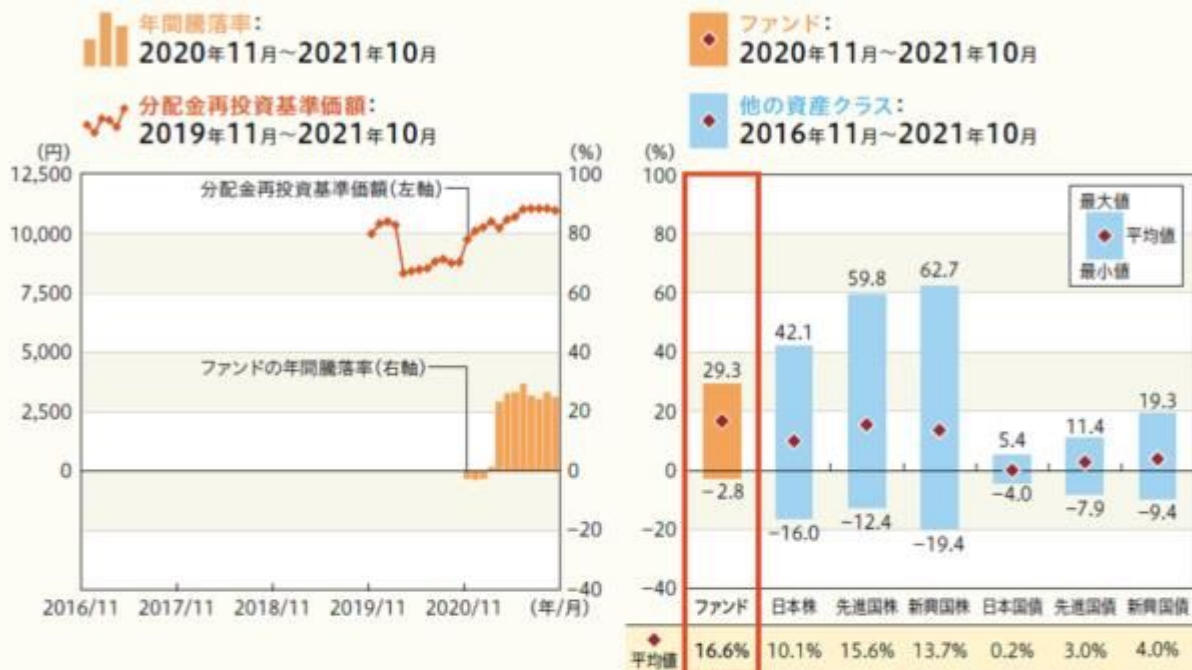 年間騰落率:
2020年11月~2021年10月
分配金再投資基準価額:
2019年11月~2021年10月
(円)
(%)
12,500
10,000
7,500
5,000
2,500
0
100
80
60
40
20
0
−20
−40
分配金再投資基準価額(左軸)
ファンドの年間騰落率(右軸)
2016/11 2017/11 2018/11 2019/11 2020/11 (年/月)
ファンド:
2020年11月~2021年10月
他の資産クラス:
2016年11月~2021年10月
(%)
100
80
60
40
20
0
−20
−40
最大値
平均値
最小値
29.3
−2.8
42.1
−16.0
59.8
−12.4
62.7
−19.4
5.4
−4.0
11.4
−7.9
19.3
−9.4
ファンド 日本株 先進国株 新興国株 日本国債 先進国債 新興国債
平均値 16.6% 10.1% 15.6% 13.7% 0.2% 3.0% 4.0%